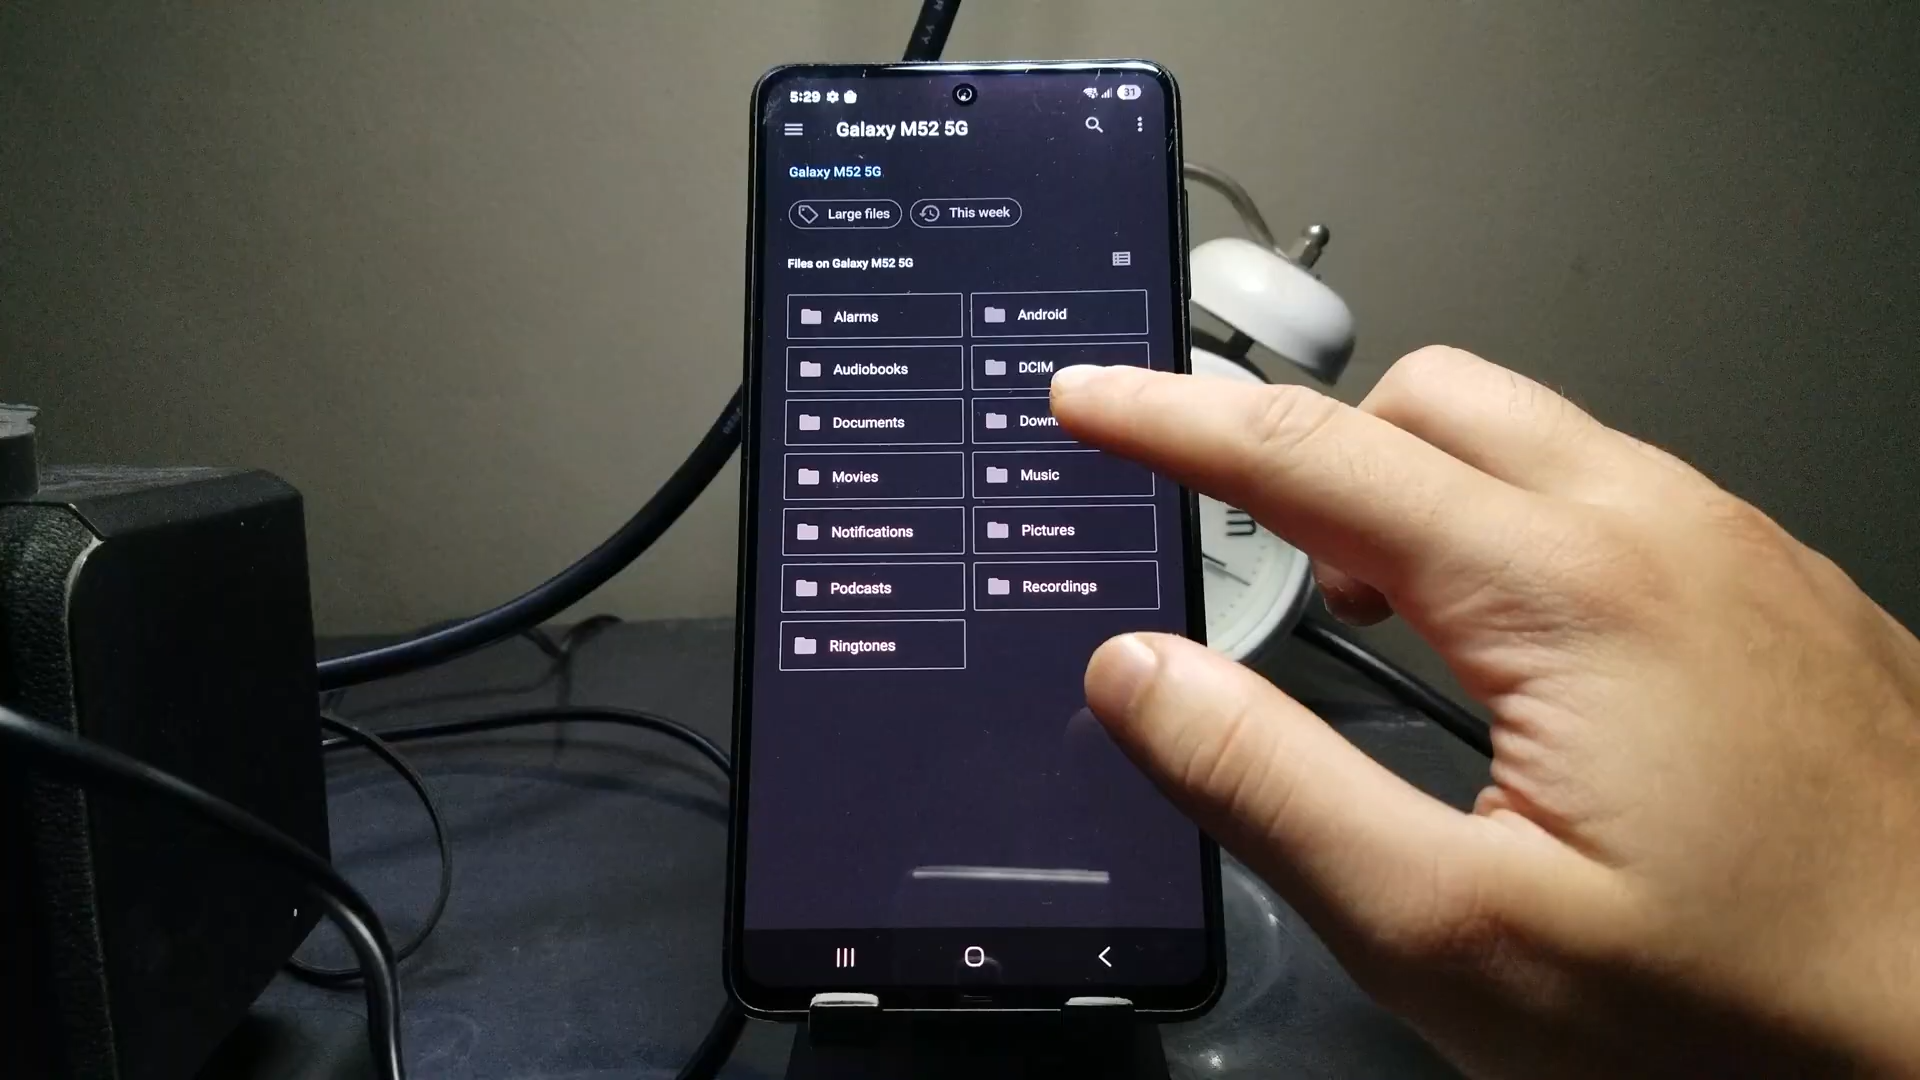 5:29
31
Galaxy M52 5G
Galaxy M52 5G
Large files
This week
Files on Galaxy M52 5G
Alarms
Android
Audiobooks
DCIM
Documents
Down
Movies
Music
Notifications
Pictures
Podcasts
Recordings
Ringtones